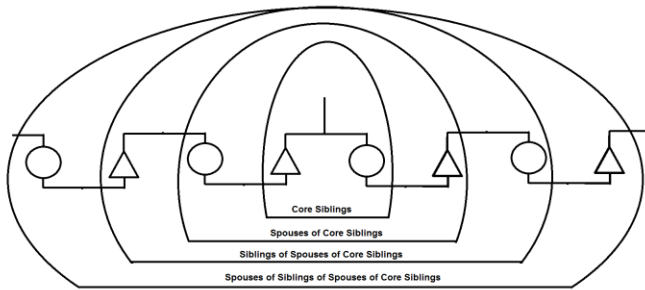 Core Siblings
Spouses of Core Siblings
Siblings of Spouses of Core Siblings
Spouses of Siblings of Spouses of Core Siblings